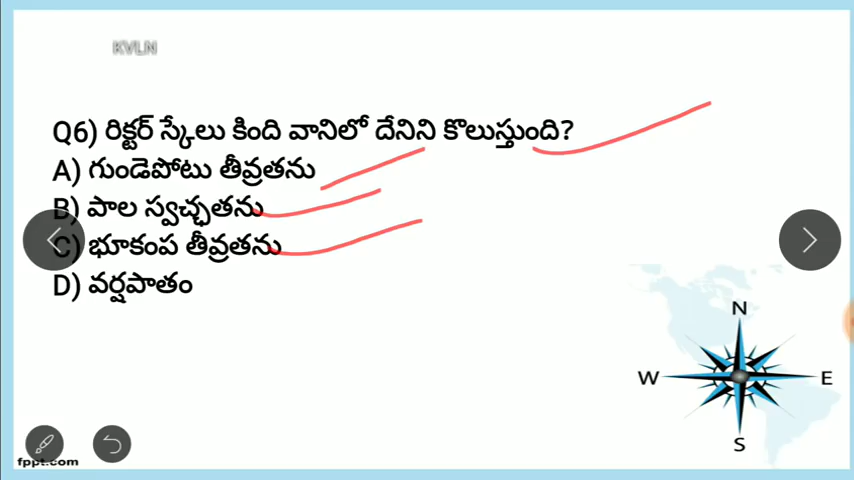 KVLN
Q6) రిక్టర్ స్కేలు కింది వానిలో దేనిని కొలుస్తుంది?
A) గుండెపోటు తీవ్రతను
B) పాల స్వచ్ఛతను
C) భూకంప తీవ్రతను
D) వర్షపాతం
N
W E
S
fppt.com